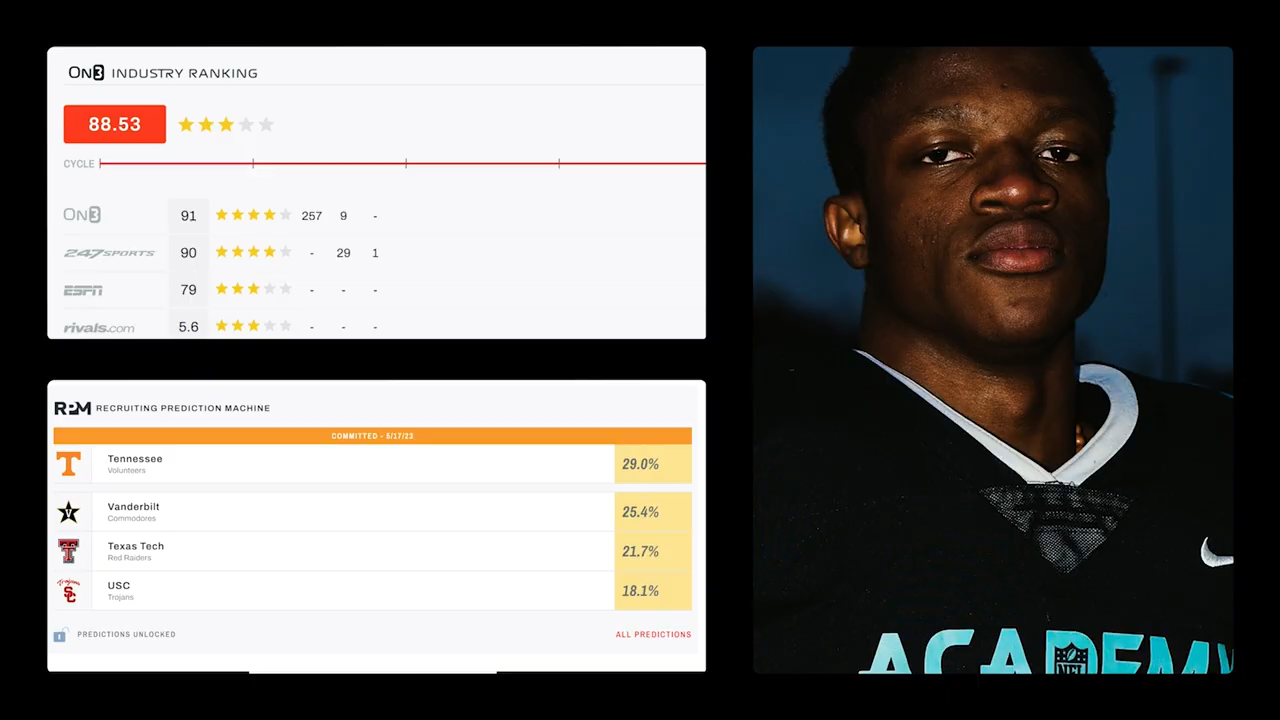 ON3 INDUSTRY RANKING
88.53
CYCLE
ON3 91 257 9 -
247SPORTS 90 - 29 1
ESPN 79 - - -
rivals.com 5.6 - - -
RPM RECRUITING PREDICTION MACHINE
COMMITTED - 5/17/23
Tennessee
Volunteers
29.0%
Vanderbilt
Commodores
25.4%
Texas Tech
Red Raiders
21.7%
USC
Trojans
18.1%
PREDICTIONS UNLOCKED
ALL PREDICTIONS
ACADEMY
NFL